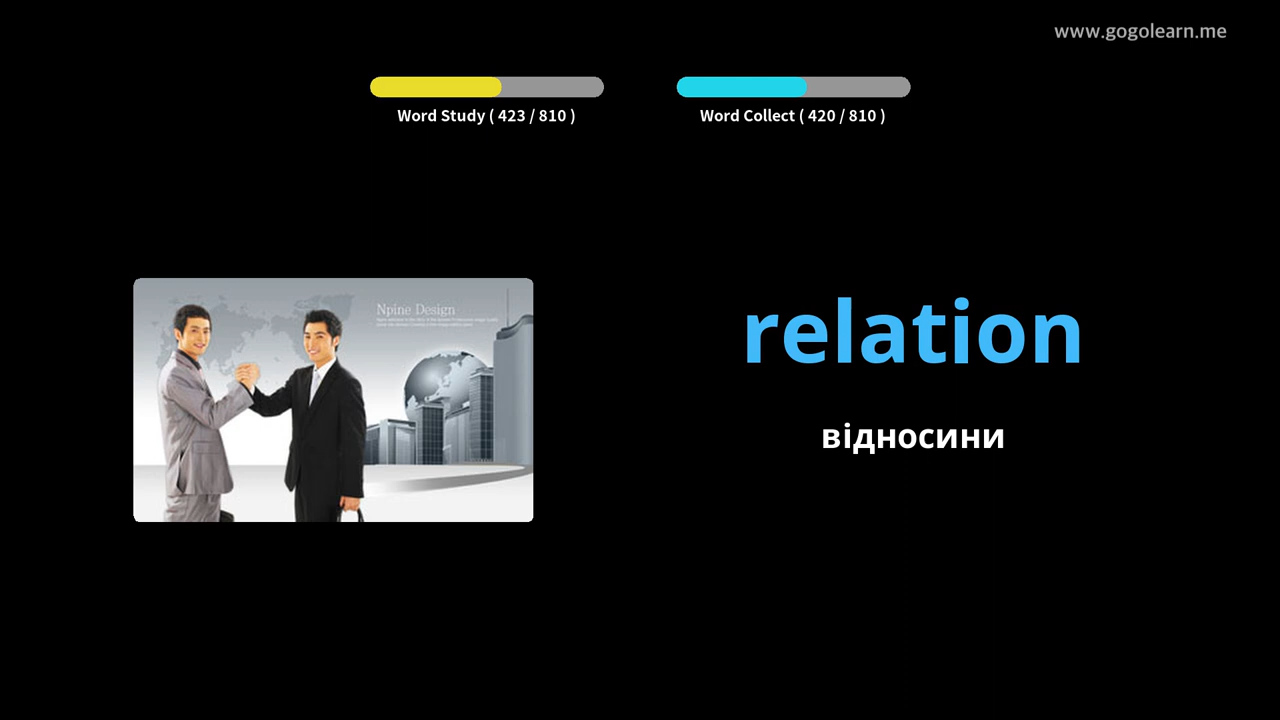 www.gogolearn.me
Word Study ( 423 / 810 )
Word Collect ( 420 / 810 )
Npine Design
relation
відносини